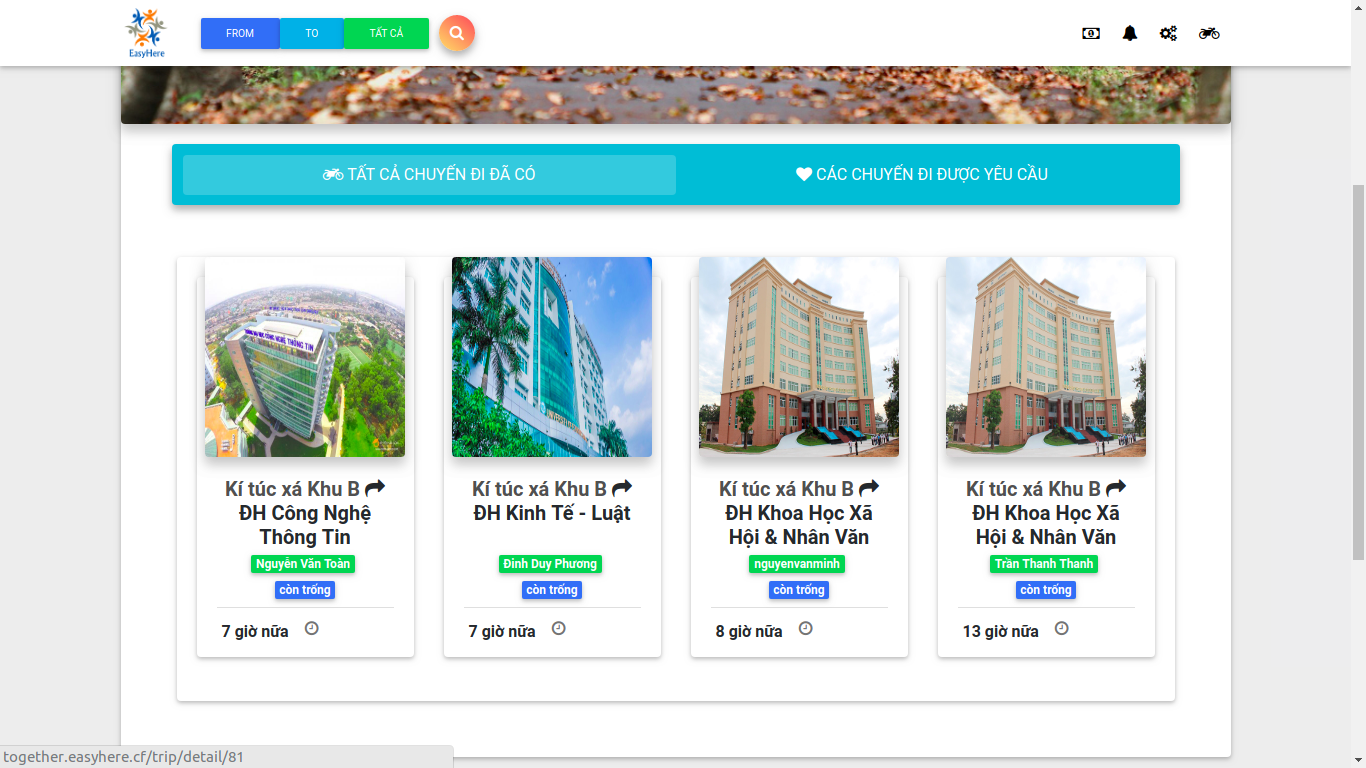 EasyHere
FROM
TO
TẤT CẢ
TẤT CẢ CHUYẾN ĐI ĐÃ CÓ
CÁC CHUYẾN ĐI ĐƯỢC YÊU CẦU
Kí túc xá Khu B
ĐH Công Nghệ
Thông Tin
Nguyễn Văn Toàn
còn trống
7 giờ nữa
Kí túc xá Khu B
ĐH Kinh Tế - Luật
Đinh Duy Phương
còn trống
7 giờ nữa
Kí túc xá Khu B
ĐH Khoa Học Xã
Hội & Nhân Văn
nguyenvanminh
còn trống
8 giờ nữa
Kí túc xá Khu B
ĐH Khoa Học Xã
Hội & Nhân Văn
Trần Thanh Thanh
còn trống
13 giờ nữa
together.easyhere.cf/trip/detail/81